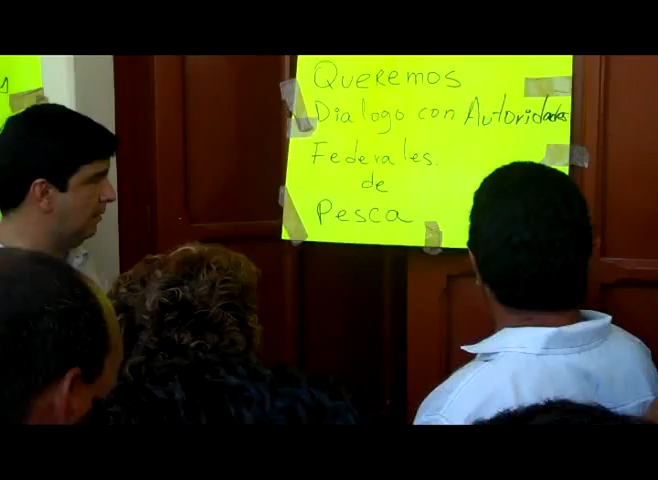 Queremos
Dialogo con Autoridades
Federales.
de
Pesca